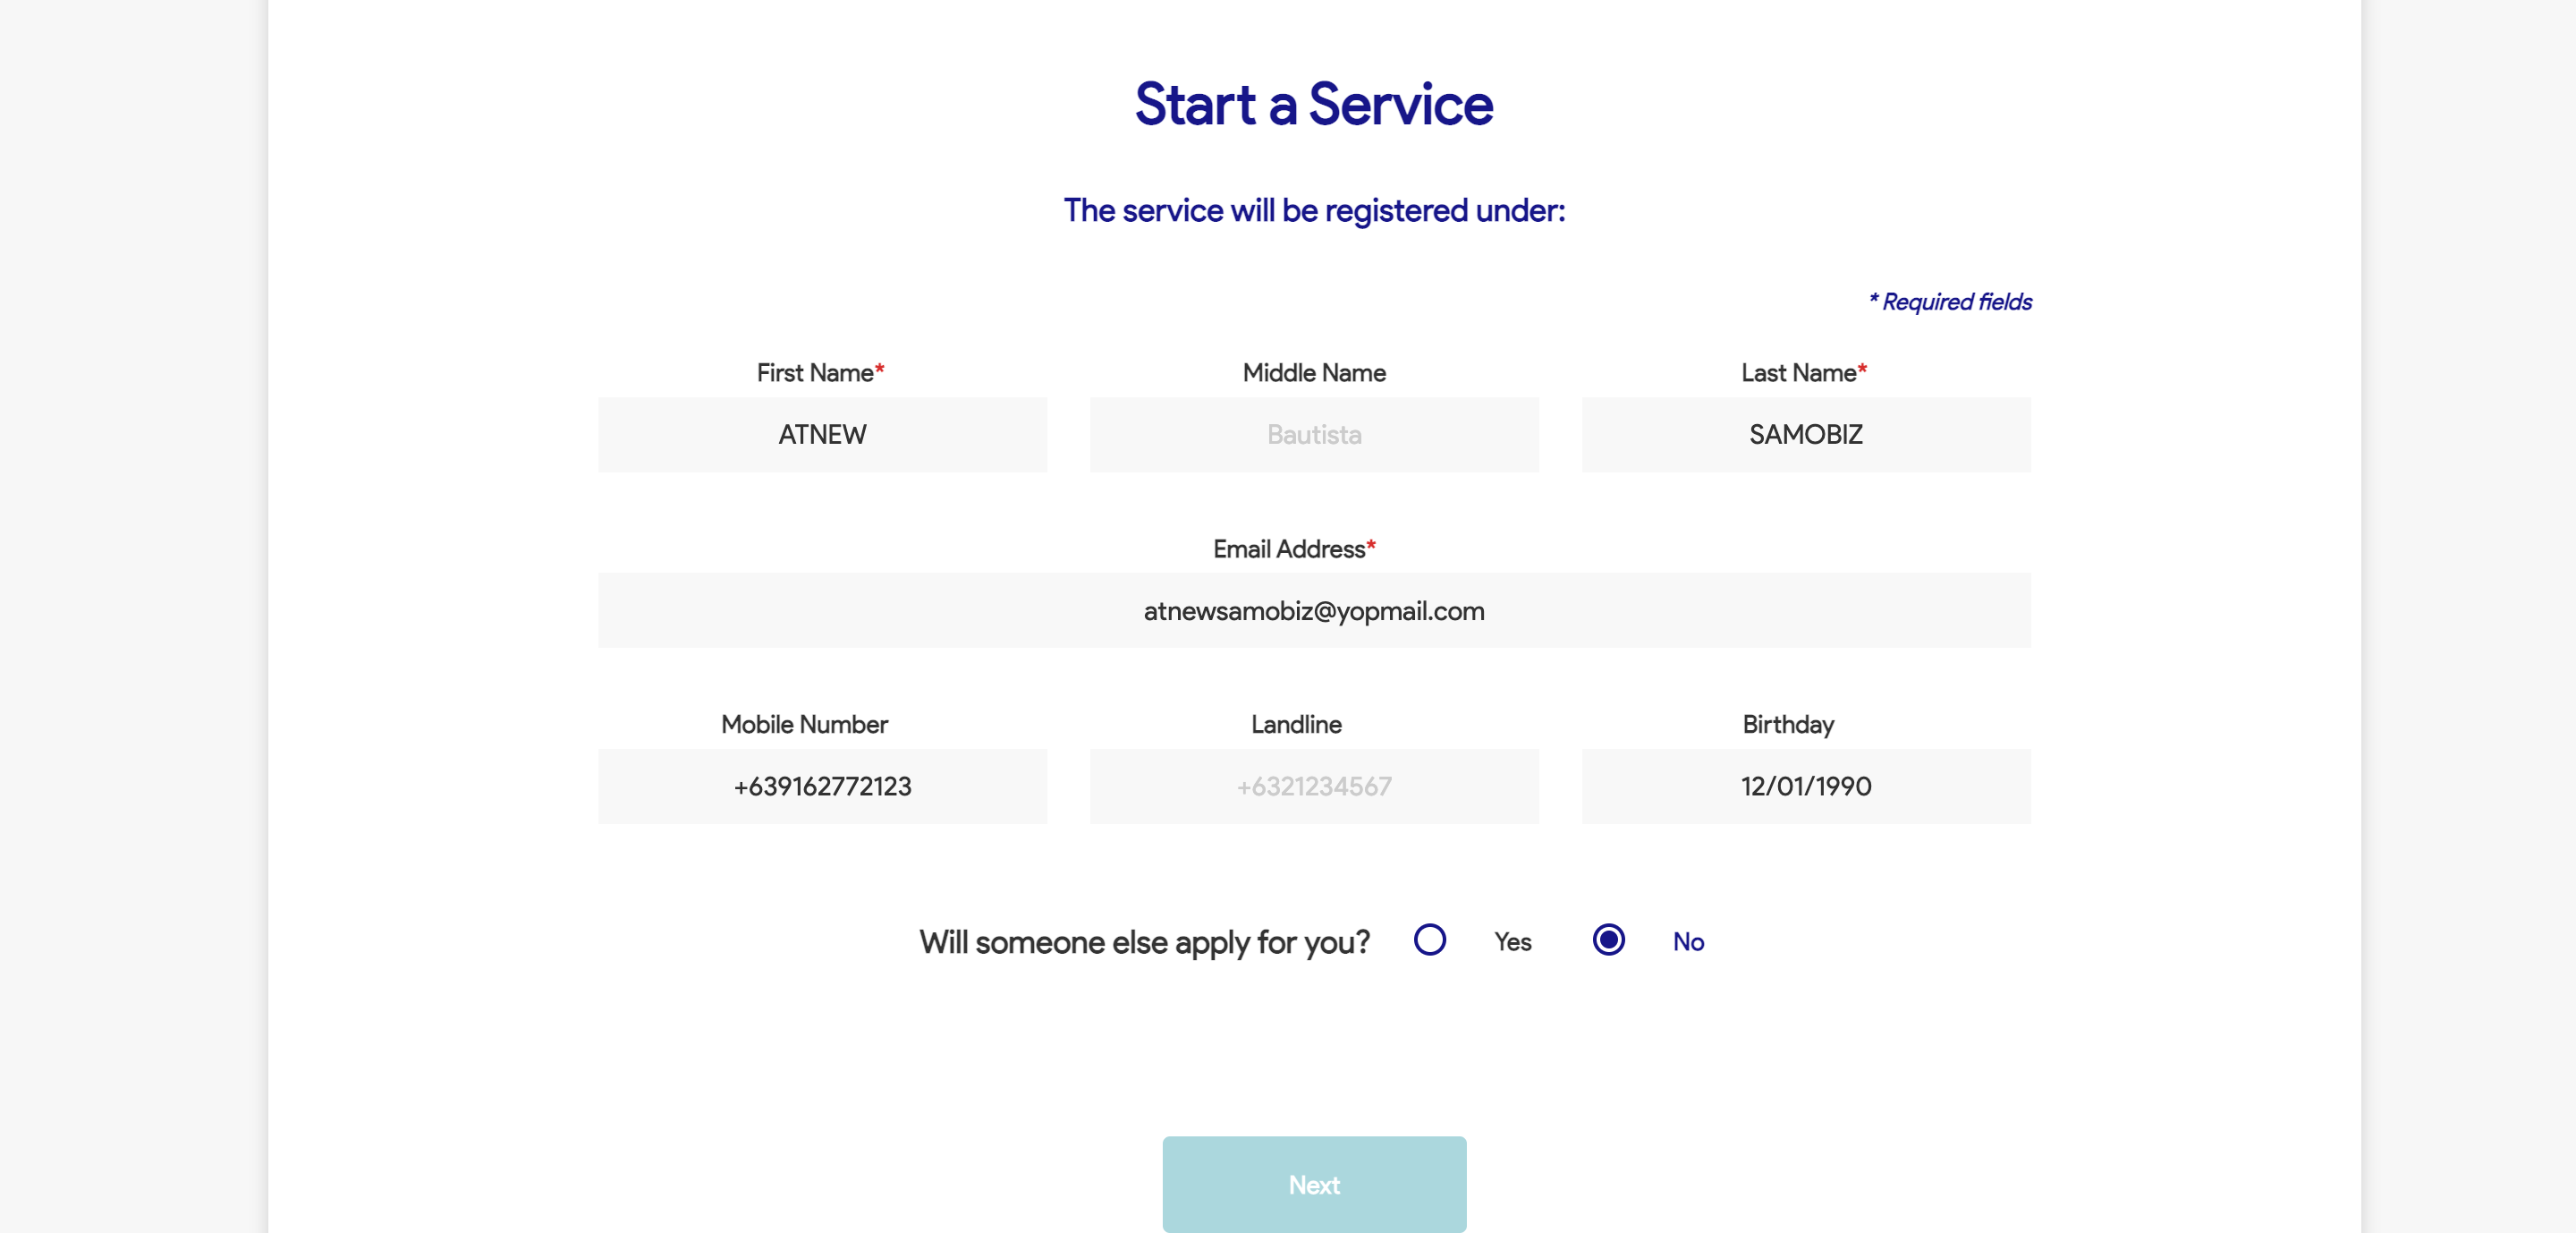 Start a Service
The service will be registered under:
* Required fields
First Name* Middle Name Last Name*
ATNEW Bautista SAMOBIZ
Email Address*
atnewsamobiz@yopmail.com
Mobile Number Landline Birthday
+639162772123 +6321234567 12/01/1990
Will someone else apply for you? Yes No
Next